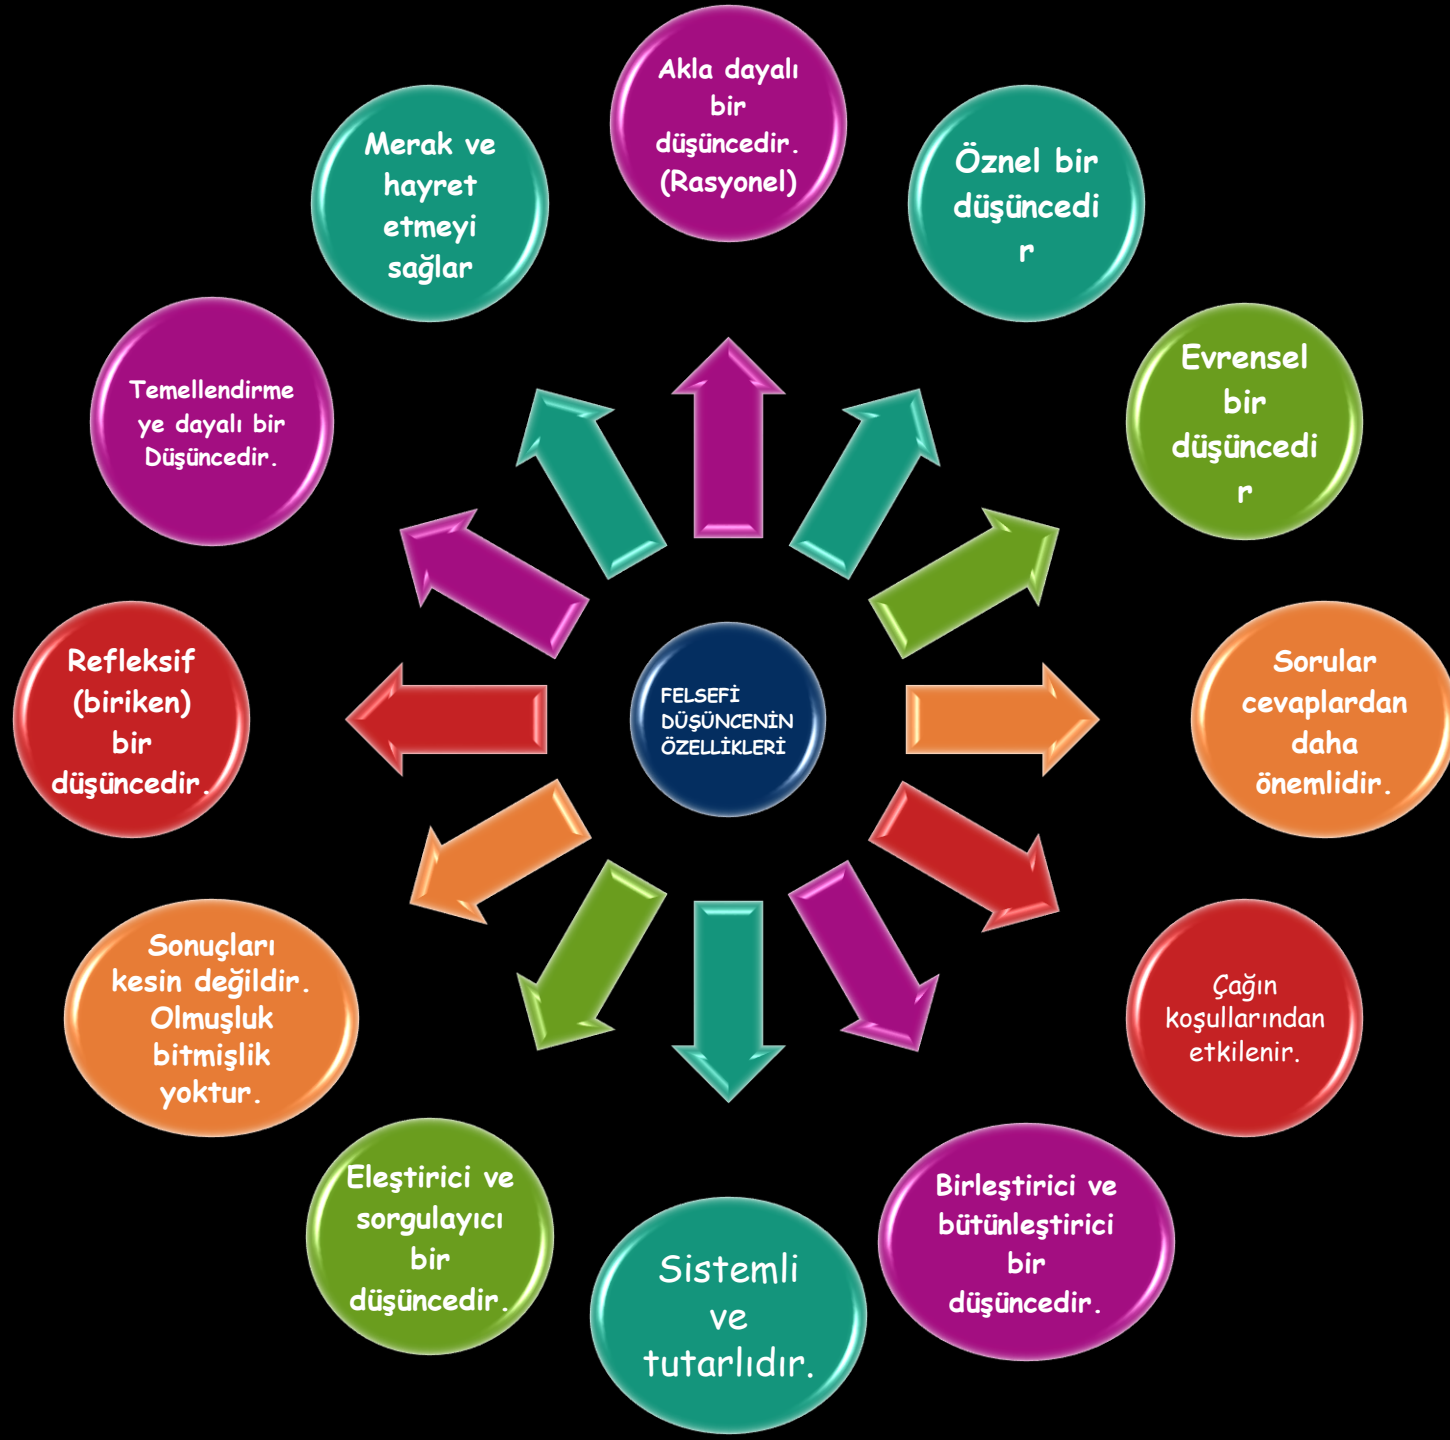 Akla dayalı
bir
düşüncedir.
(Rasyonel)
Öznel bir
düşüncedi
r
Evrensel
bir
düşüncedi
r
Sorular
cevaplardan
daha
önemlidir.
Çağın
koşullarından
etkilenir.
Birleştirici ve
bütünleştirici
bir
düşüncedir.
Sistemli
ve
tutarlıdır.
Eleştirici ve
sorgulayıcı
bir
düşüncedir.
Sonuçları
kesin değildir.
Olmuşluk
bitmişlik
yoktur.
Refleksif
(biriken)
bir
düşüncedir.
Temellendirme
ye dayalı bir
Düşüncedir.
Merak ve
hayret
etmeyi
sağlar
FELSEFİ
DÜŞÜNCENİN
ÖZELLİKLERİ